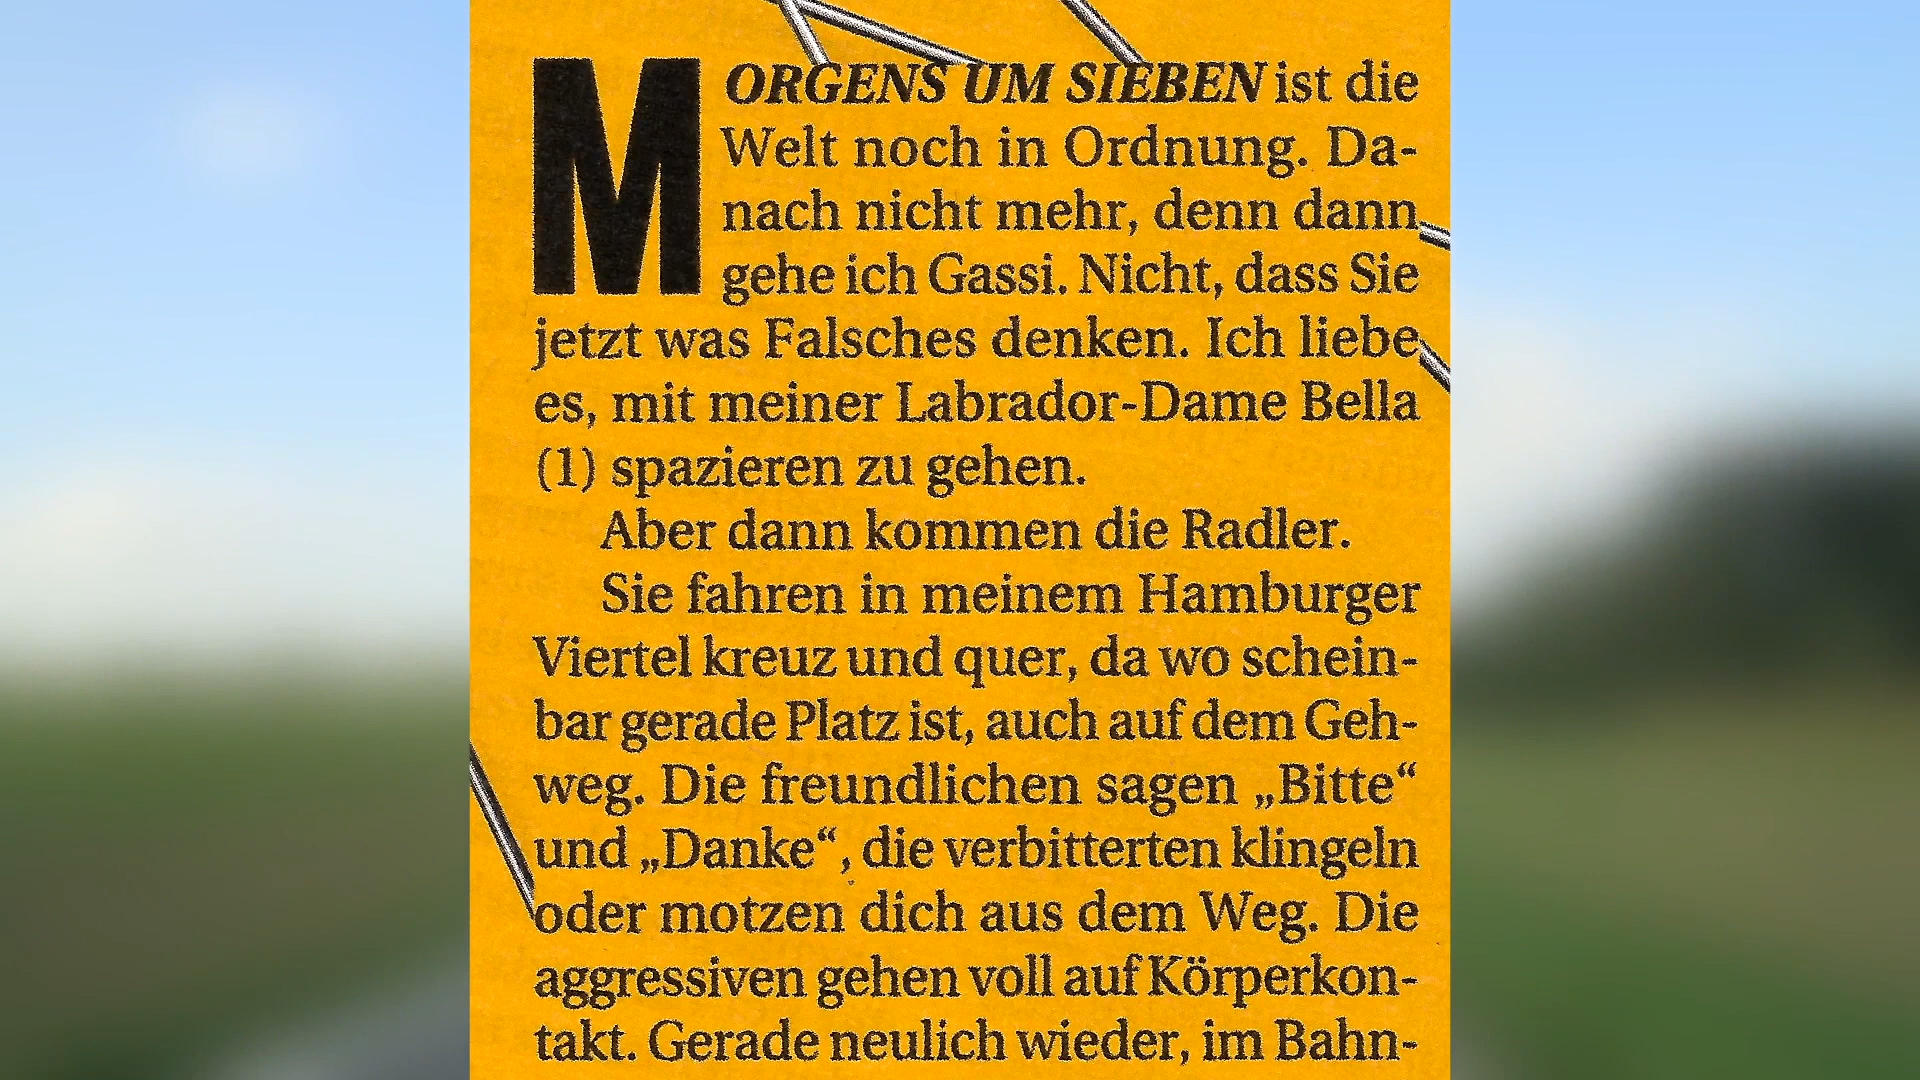 MORGENS UM SIEBEN ist die
Welt noch in Ordnung. Da-
nach nicht mehr, denn dann
gehe ich Gassi. Nicht, dass Sie
jetzt was Falsches denken. Ich liebe
es, mit meiner Labrador-Dame Bella
(1) spazieren zu gehen.
Aber dann kommen die Radler.
Sie fahren in meinem Hamburger
Viertel kreuz und quer, da wo schein-
bar gerade Platz ist, auch auf dem Geh-
weg. Die freundlichen sagen „Bitte“
und „Danke“, die verbitterten klingeln
oder motzen dich aus dem Weg. Die
aggressiven gehen voll auf Körperkon-
takt. Gerade neulich wieder, im Bahn-